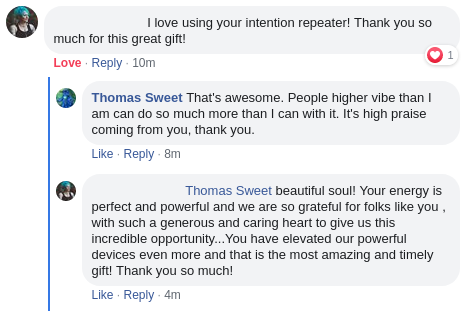 I love using your intention repeater! Thank you so
much for this great gift!
1
Love · Reply · 10m
Thomas Sweet That's awesome. People higher vibe than I
am can do so much more than I can with it. It's high praise
coming from you, thank you.
Like · Reply · 8m
Thomas Sweet beautiful soul! Your energy is
perfect and powerful and we are so grateful for folks like you ,
with such a generous and caring heart to give us this
incredible opportunity...You have elevated our powerful
devices even more and that is the most amazing and timely
gift! Thank you so much!
Like · Reply · 4m